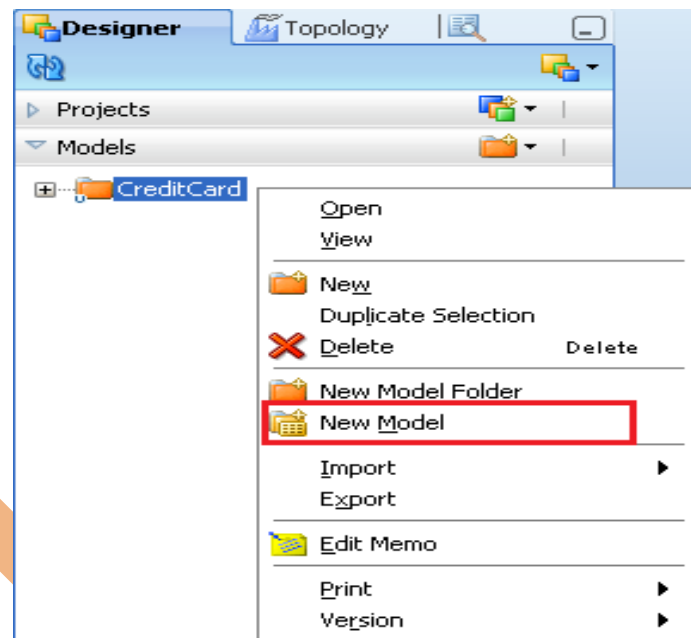 Designer Topology
Projects
Models
CreditCard
Open
View
New
Duplicate Selection
Delete Delete
New Model Folder
New Model
Import
Export
Edit Memo
Print
Version